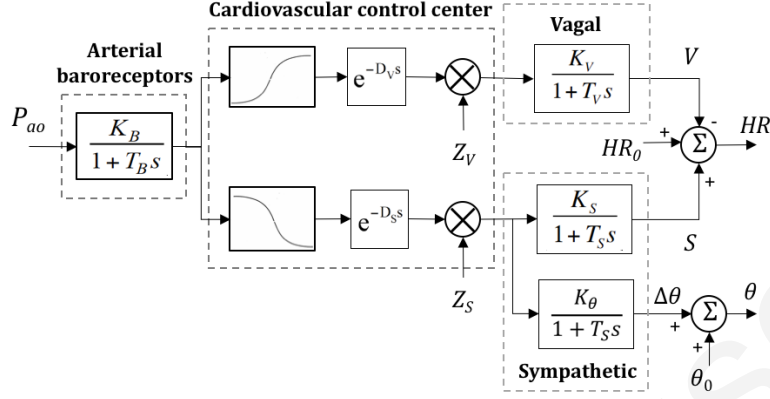 Cardiovascular control center
Arterial
baroreceptors
Vagal
P_ao
K_B
1 + T_B s
e^{-D_V s}
Z_V
K_V
1 + T_V s
V
-
HR_0
+
Σ
HR
+
e^{-D_S s}
Z_S
K_S
1 + T_S s
S
K_θ
1 + T_S s
Δθ
+
Σ
θ
+
θ_0
Sympathetic